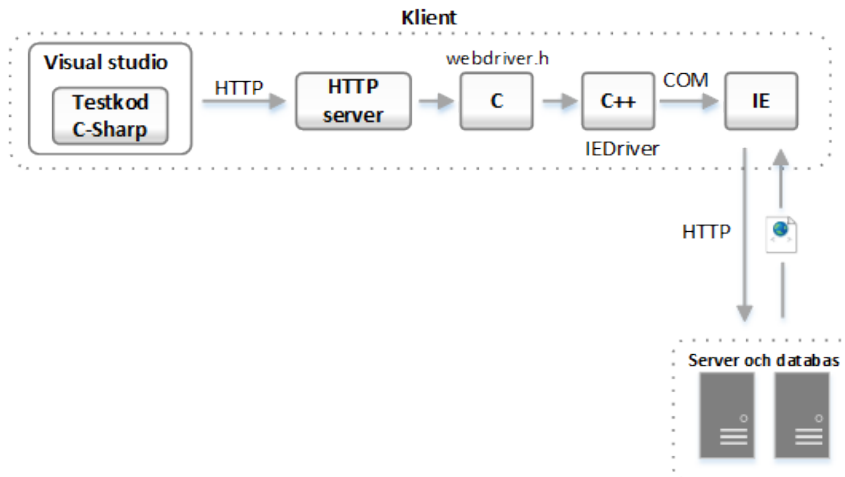 Klient
Visual studio
Testkod
C-Sharp
HTTP
HTTP
server
webdriver.h
C
C++
IEDriver
COM
IE
HTTP
Server och databas